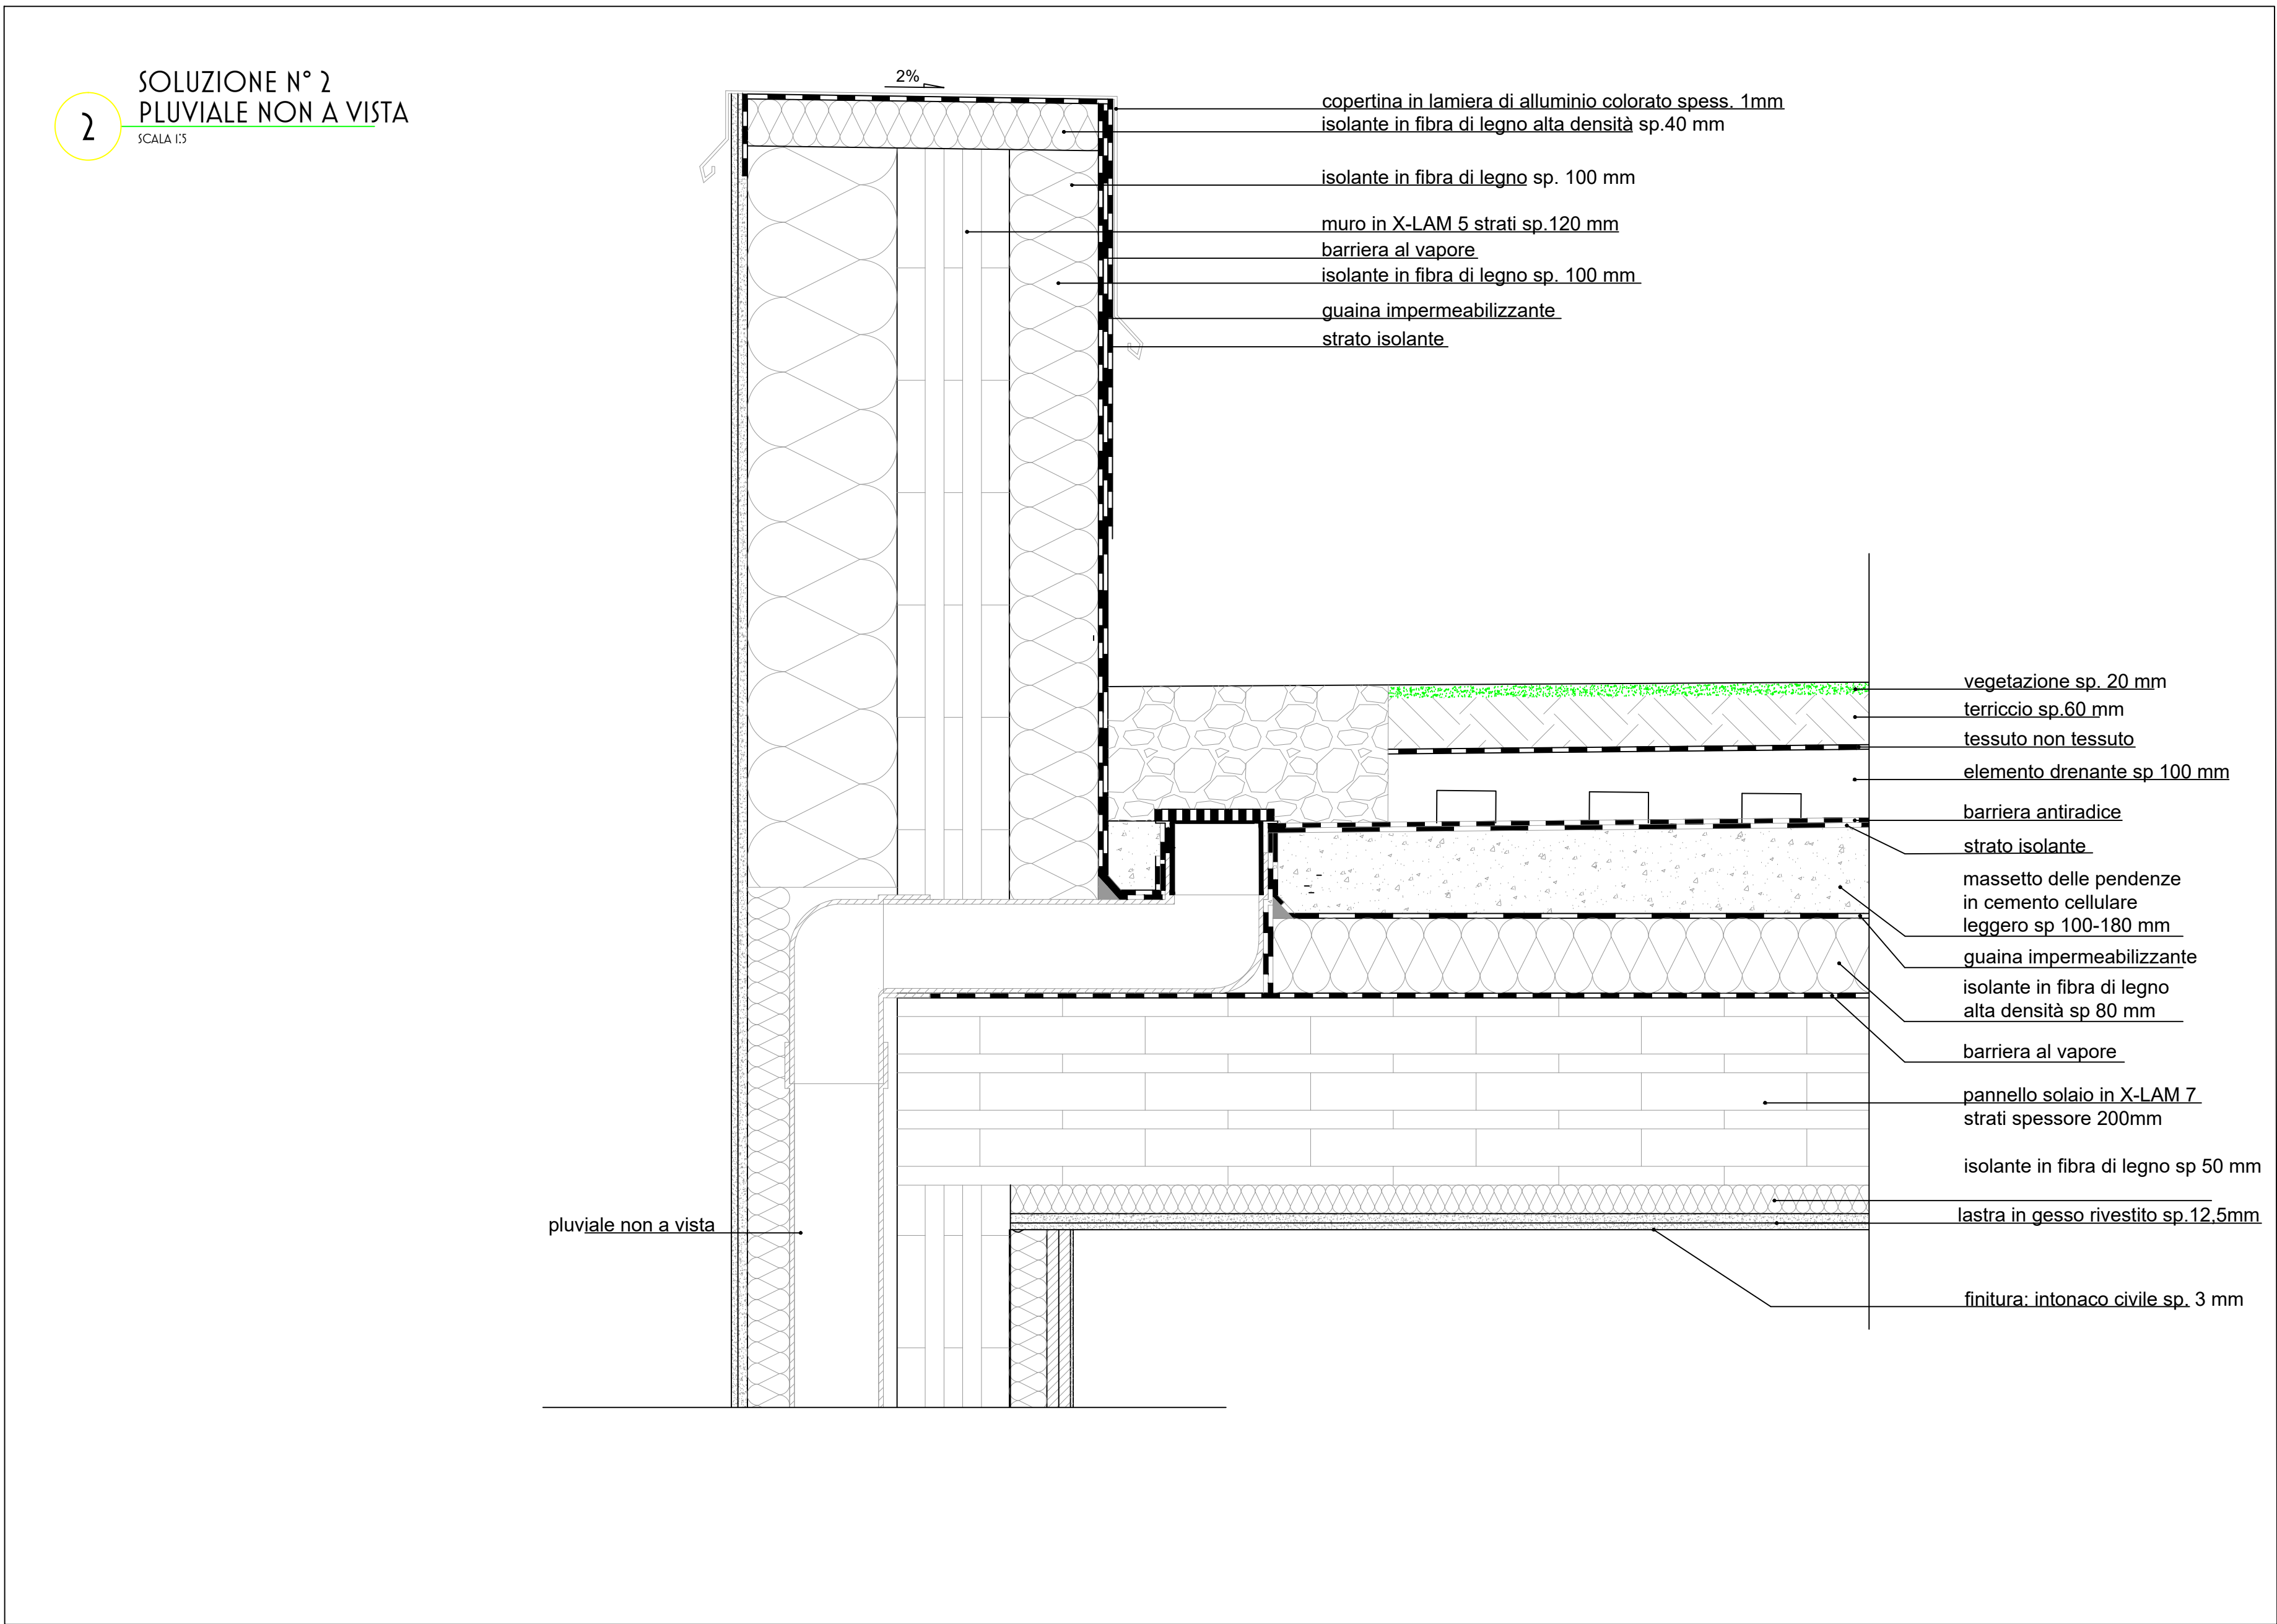 2
SOLUZIONE N° 2
PLUVIALE NON A VISTA
SCALA 1:5
2%
copertina in lamiera di alluminio colorato spess. 1mm
isolante in fibra di legno alta densità sp.40 mm
isolante in fibra di legno sp. 100 mm
muro in X-LAM 5 strati sp.120 mm
barriera al vapore
isolante in fibra di legno sp. 100 mm
guaina impermeabilizzante
strato isolante
vegetazione sp. 20 mm
terriccio sp.60 mm
tessuto non tessuto
elemento drenante sp 100 mm
barriera antiradice
strato isolante
massetto delle pendenze
in cemento cellulare
leggero sp 100-180 mm
guaina impermeabilizzante
isolante in fibra di legno
alta densità sp 80 mm
barriera al vapore
pannello solaio in X-LAM 7
strati spessore 200mm
isolante in fibra di legno sp 50 mm
lastra in gesso rivestito sp.12,5mm
pluviale non a vista
finitura: intonaco civile sp. 3 mm